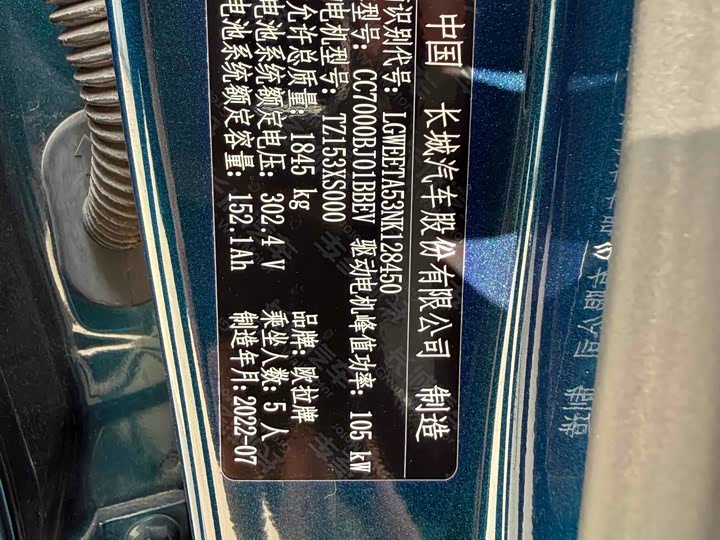 中国 长城汽车股份有限公司 制造
识别代号: LGWEETA53NK128450
型号: CC7000BJ01BBEV 驱动电机峰值功率: 105 kW
电机型号: TZ153XS000
允许总质量: 1845 kg 品牌: 欧拉牌
电池系统额定电压: 302.4 V 乘坐人数: 5 人
电池系统额定容量: 152.1Ah 制造年月: 2022-07